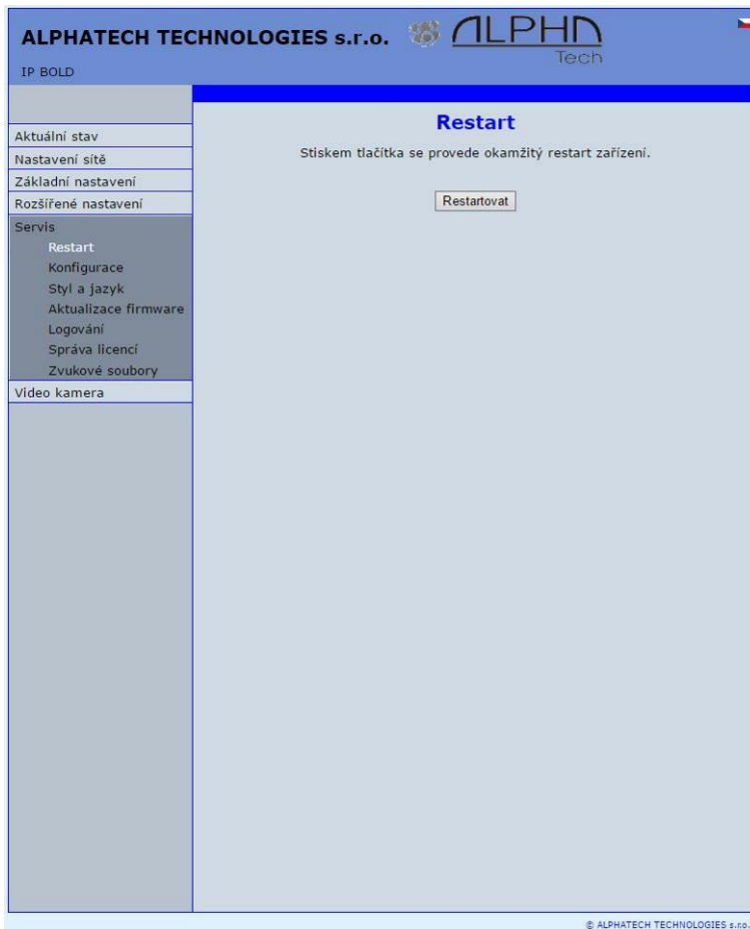 ALPHATECH TECHNOLOGIES s.r.o.
ALPHA
Tech
IP BOLD
Aktuální stav
Nastavení sítě
Základní nastavení
Rozšířené nastavení
Servis
Restart
Konfigurace
Styl a jazyk
Aktualizace firmware
Logování
Správa licencí
Zvukové soubory
Video kamera
Restart
Stiskem tlačítka se provede okamžitý restart zařízení.
Restartovat
© ALPHATECH TECHNOLOGIES s.r.o.